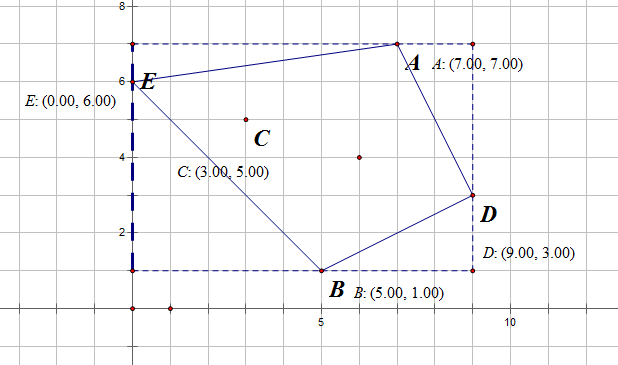 8
A A: (7.00, 7.00)
6 E
E: (0.00, 6.00)
C
4
C: (3.00, 5.00)
D
2
D: (9.00, 3.00)
B B: (5.00, 1.00)
5 10